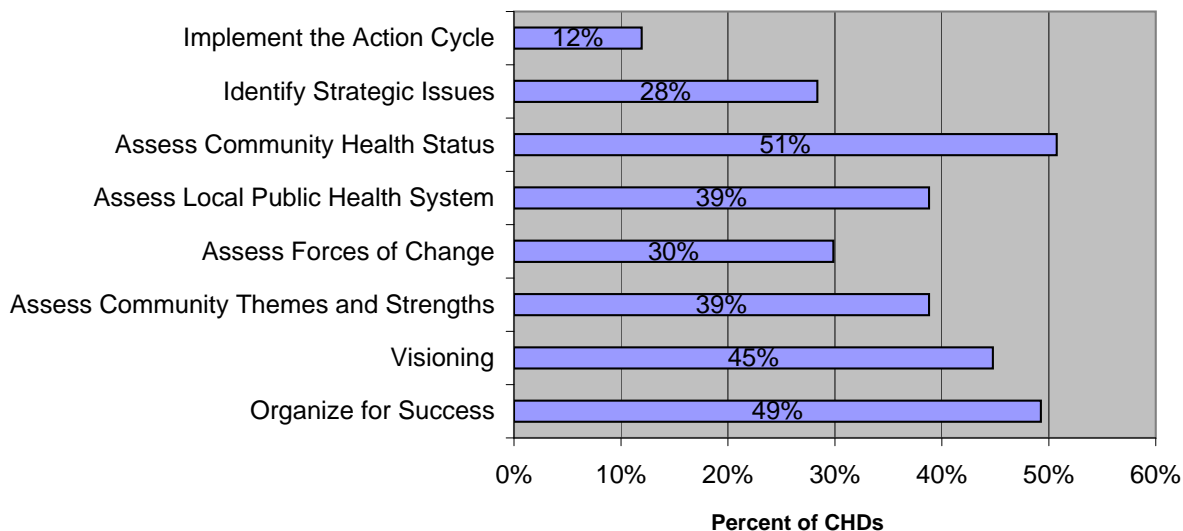 Implement the Action Cycle
12%
Identify Strategic Issues
28%
Assess Community Health Status
51%
Assess Local Public Health System
39%
Assess Forces of Change
30%
Assess Community Themes and Strengths
39%
Visioning
45%
Organize for Success
49%
0% 10% 20% 30% 40% 50% 60%
Percent of CHDs